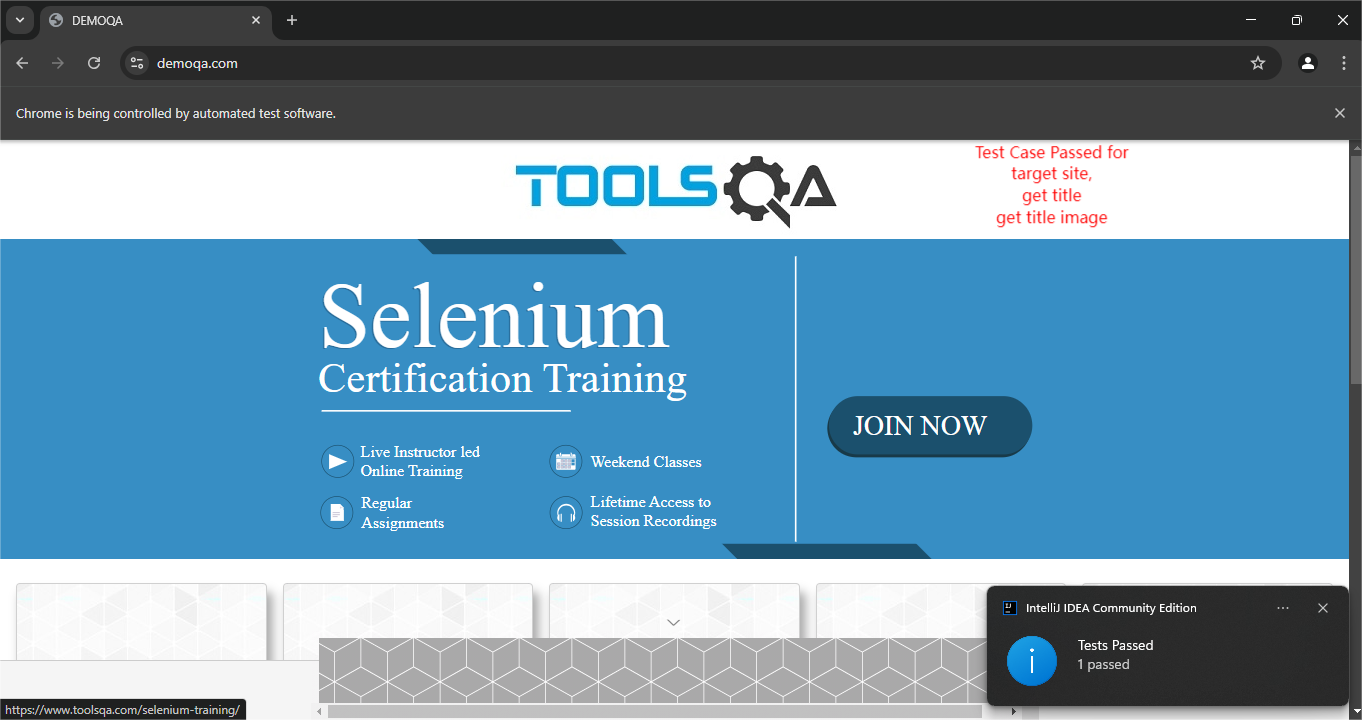 DEMOQA
demoqa.com
Chrome is being controlled by automated test software.
TOOLSQA
Test Case Passed for
target site,
get title
get title image
Selenium
Certification Training
Live Instructor led
Online Training
Weekend Classes
Regular
Assignments
Lifetime Access to
Session Recordings
JOIN NOW
IJ IntelliJ IDEA Community Edition
Tests Passed
1 passed
https://www.toolsqa.com/selenium-training/